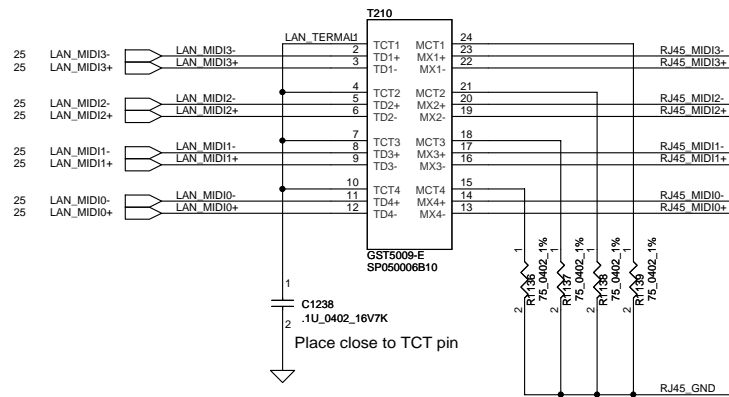 T210
LAN_TERMAL 1 TCT1 MCT1 24
25 LAN_MIDI3- LAN_MIDI3- 2 TD1+ MX1+ 23 RJ45_MIDI3-
25 LAN_MIDI3+ LAN_MIDI3+ 3 TD1- MX1- 22 RJ45_MIDI3+
4 TCT2 MCT2 21
25 LAN_MIDI2- LAN_MIDI2- 5 TD2+ MX2+ 20 RJ45_MIDI2-
25 LAN_MIDI2+ LAN_MIDI2+ 6 TD2- MX2- 19 RJ45_MIDI2+
7 TCT3 MCT3 18
25 LAN_MIDI1- LAN_MIDI1- 8 TD3+ MX3+ 17 RJ45_MIDI1-
25 LAN_MIDI1+ LAN_MIDI1+ 9 TD3- MX3- 16 RJ45_MIDI1+
10 TCT4 MCT4 15
25 LAN_MIDI0- LAN_MIDI0- 11 TD4+ MX4+ 14 RJ45_MIDI0-
25 LAN_MIDI0+ LAN_MIDI0+ 12 TD4- MX4- 13 RJ45_MIDI0+
GST5009-E
SP050006B10
1
C1238
.1U_0402_16V7K
2
Place close to TCT pin
1 2 R1136 75_0402_1%
1 2 R1137 75_0402_1%
1 2 R1138 75_0402_1%
1 2 R1139 75_0402_1%
RJ45_GND